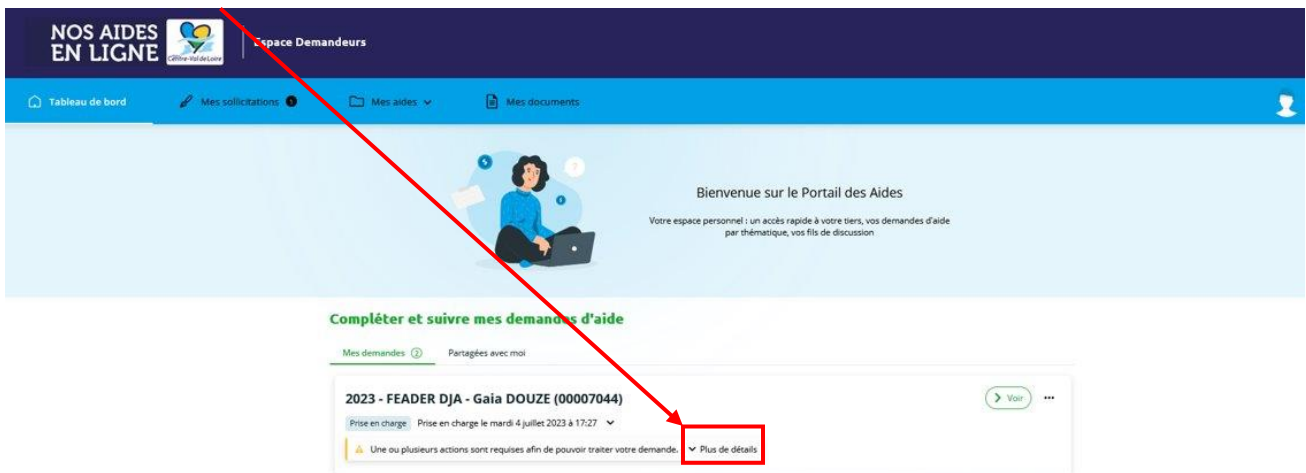 NOS AIDES
EN LIGNE
Centre-Val de Loire
Espace Demandeurs
Tableau de bord
Mes sollicitations 1
Mes aides
Mes documents
Bienvenue sur le Portail des Aides
Votre espace personnel : un accès rapide à votre tiers, vos demandes d'aide
par thématique, vos fils de discussion
Compléter et suivre mes demandes d'aide
Mes demandes 2
Partagées avec moi
2023 - FEADER DJA - Gaia DOUZE (00007044)
Voir
Prise en charge Prise en charge le mardi 4 juillet 2023 à 17:27
Une ou plusieurs actions sont requises afin de pouvoir traiter votre demande. Plus de détails